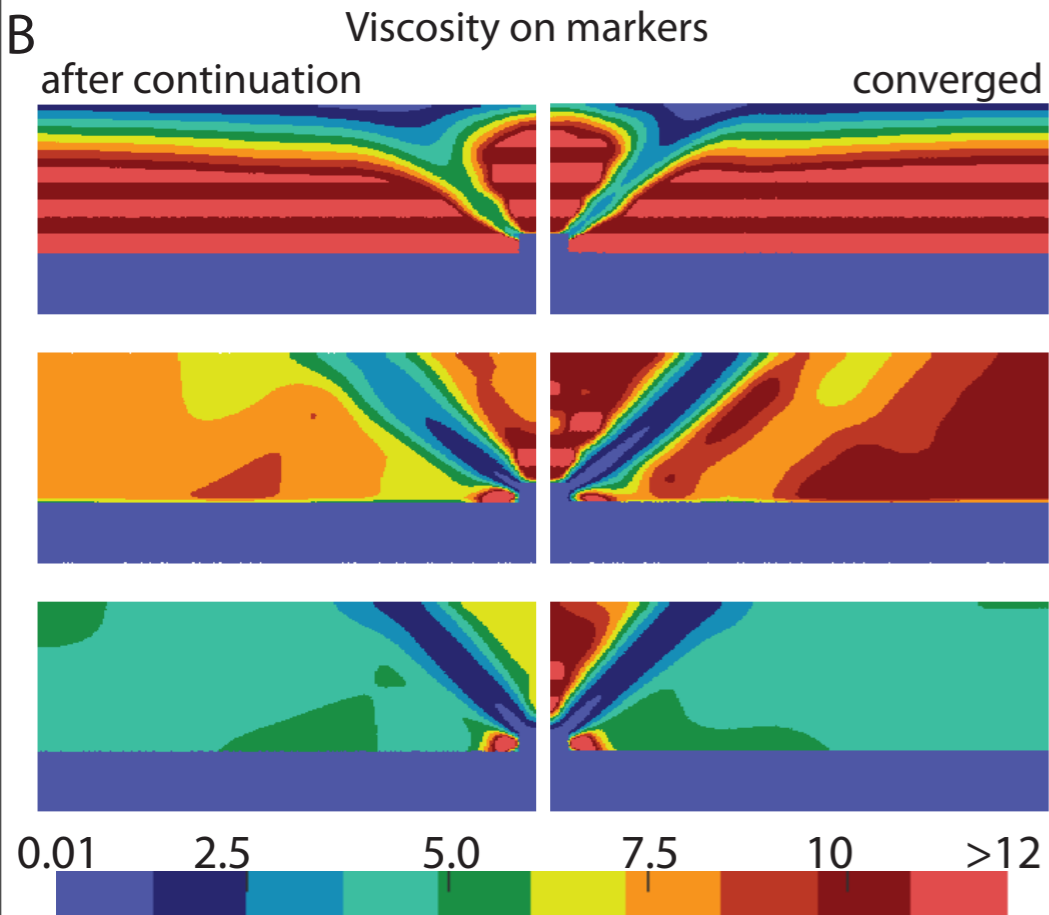 B
Viscosity on markers
after continuation
converged
0.01 2.5 5.0 7.5 10 >12